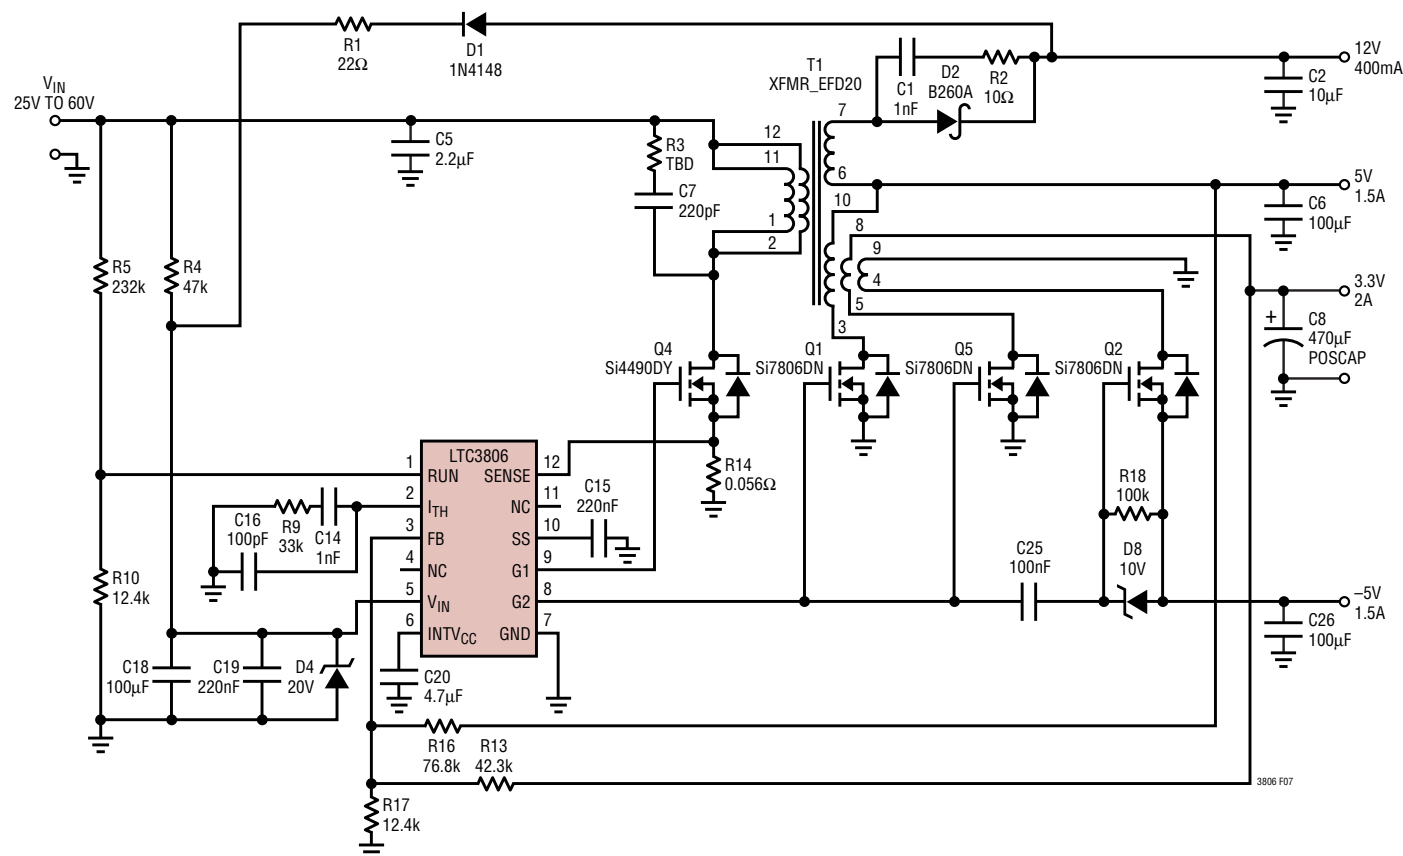 R1
22Ω
D1
1N4148
VIN
25V TO 60V
T1
XFMR_EFD20
C1
1nF
D2
B260A
R2
10Ω
12V
400mA
C2
10µF
7
6
12
11
1
2
10
8
9
4
5
3
C5
2.2µF
R3
TBD
C7
220pF
5V
1.5A
C6
100µF
R5
232k
R4
47k
3.3V
2A
+
C8
470µF
POSCAP
Q4
Si4490DY
Q1
Si7806DN
Q5
Si7806DN
Q2
Si7806DN
LTC3806
1
RUN
2
ITH
3
FB
4
NC
5
VIN
6
INTVCC
SENSE
12
NC
11
SS
10
G1
9
G2
8
GND
7
R14
0.056Ω
C15
220nF
C16
100pF
R9
33k
C14
1nF
R18
100k
C25
100nF
D8
10V
R10
12.4k
–5V
1.5A
C26
100µF
C18
100µF
C19
220nF
D4
20V
C20
4.7µF
R16
76.8k
R13
42.3k
R17
12.4k
3806 F07